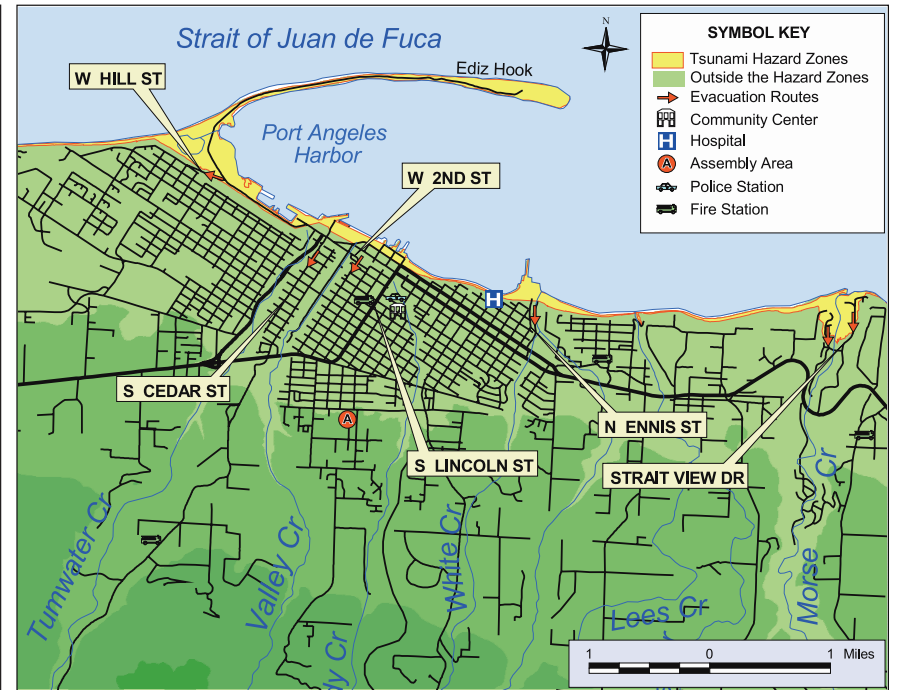 N
Strait of Juan de Fuca
SYMBOL KEY
Tsunami Hazard Zones
Outside the Hazard Zones
Evacuation Routes
Community Center
H Hospital
A Assembly Area
Police Station
Fire Station
Ediz Hook
W HILL ST
Port Angeles
Harbor
W 2ND ST
H
S CEDAR ST
A
N ENNIS ST
S LINCOLN ST
STRAIT VIEW DR
Tumwater Cr
Valley Cr
dy Cr
White Cr
Lees Cr
Morse Cr
1 0 1 Miles